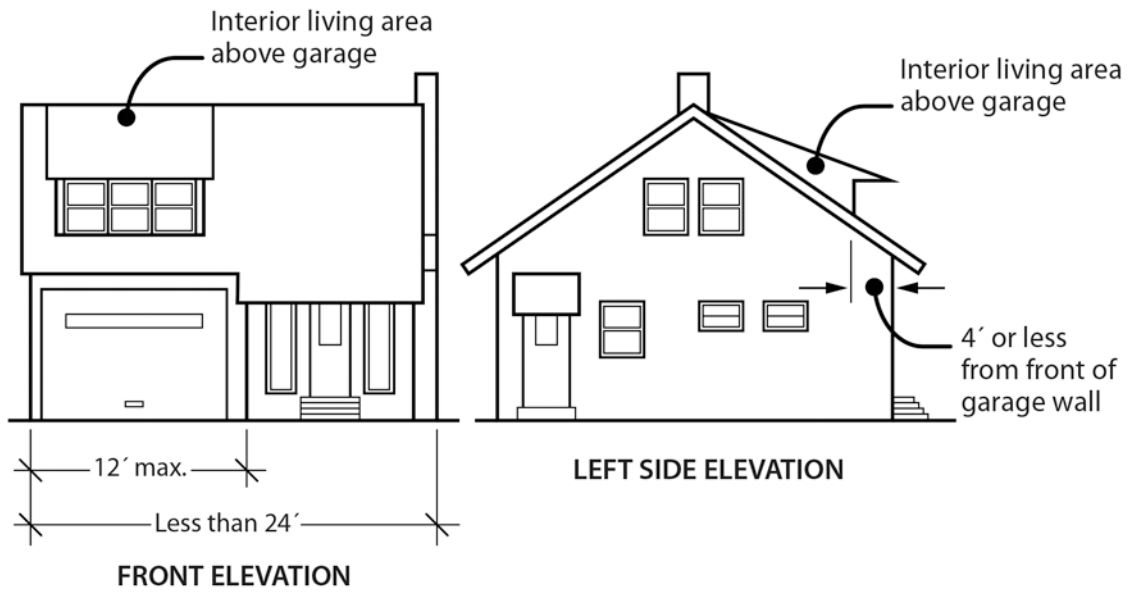 Interior living area
above garage
12´ max.
Less than 24´
FRONT ELEVATION
Interior living area
above garage
4´ or less
from front of
garage wall
LEFT SIDE ELEVATION